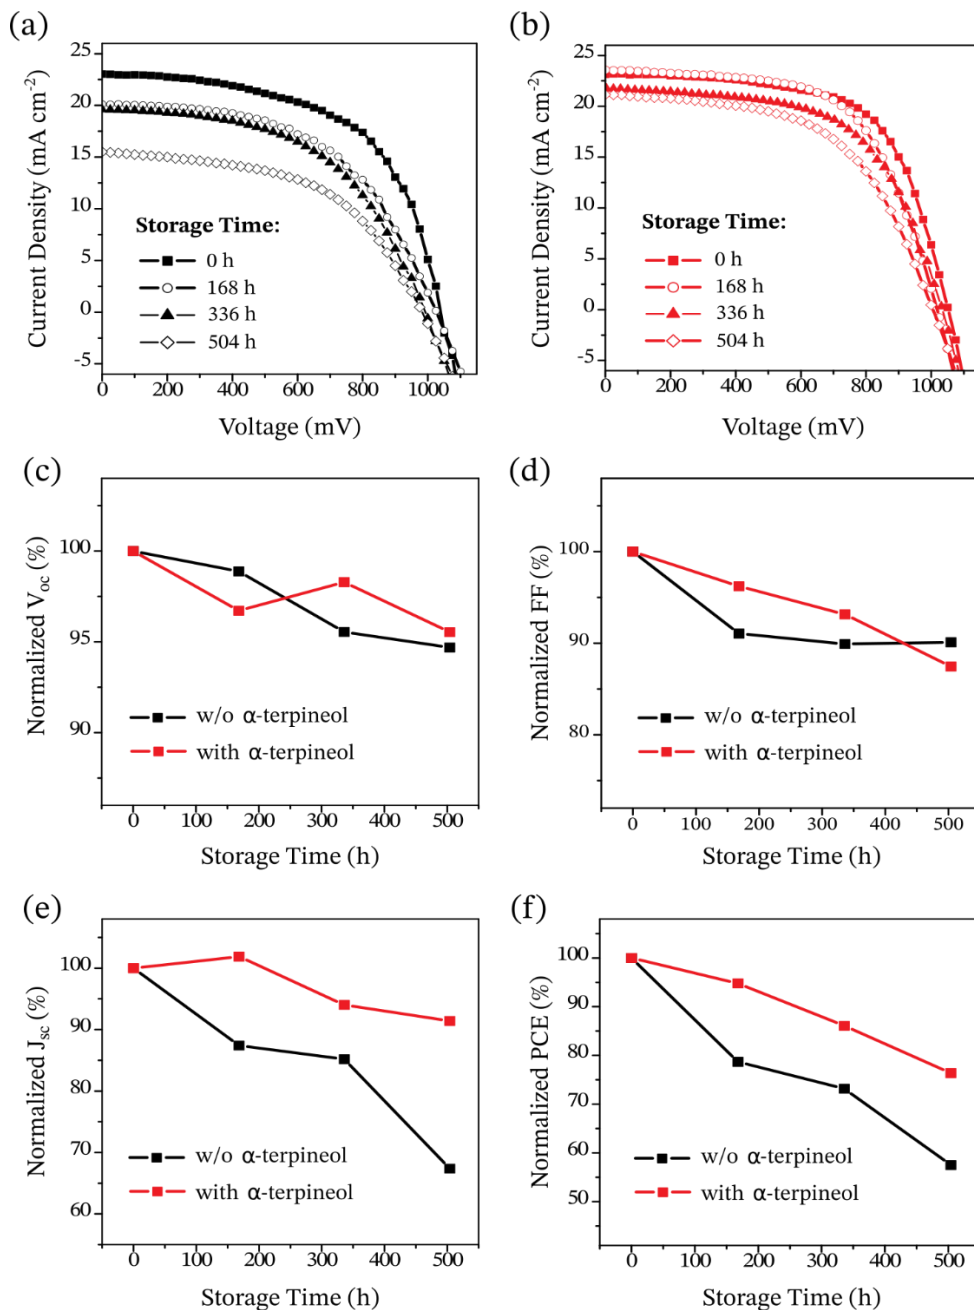 (a)
Current Density (mA cm⁻²)
25
20
15
10
5
0
-5
Storage Time:
0 h
168 h
336 h
504 h
0 200 400 600 800 1000
Voltage (mV)
(b)
Current Density (mA cm⁻²)
25
20
15
10
5
0
-5
Storage Time:
0 h
168 h
336 h
504 h
0 200 400 600 800 1000
Voltage (mV)
(c)
Normalized Voc (%)
100
95
90
w/o α-terpineol
with α-terpineol
0 100 200 300 400 500
Storage Time (h)
(d)
Normalized FF (%)
100
90
80
w/o α-terpineol
with α-terpineol
0 100 200 300 400 500
Storage Time (h)
(e)
Normalized Jsc (%)
100
90
80
70
60
w/o α-terpineol
with α-terpineol
0 100 200 300 400 500
Storage Time (h)
(f)
Normalized PCE (%)
100
90
80
70
60
50
w/o α-terpineol
with α-terpineol
0 100 200 300 400 500
Storage Time (h)